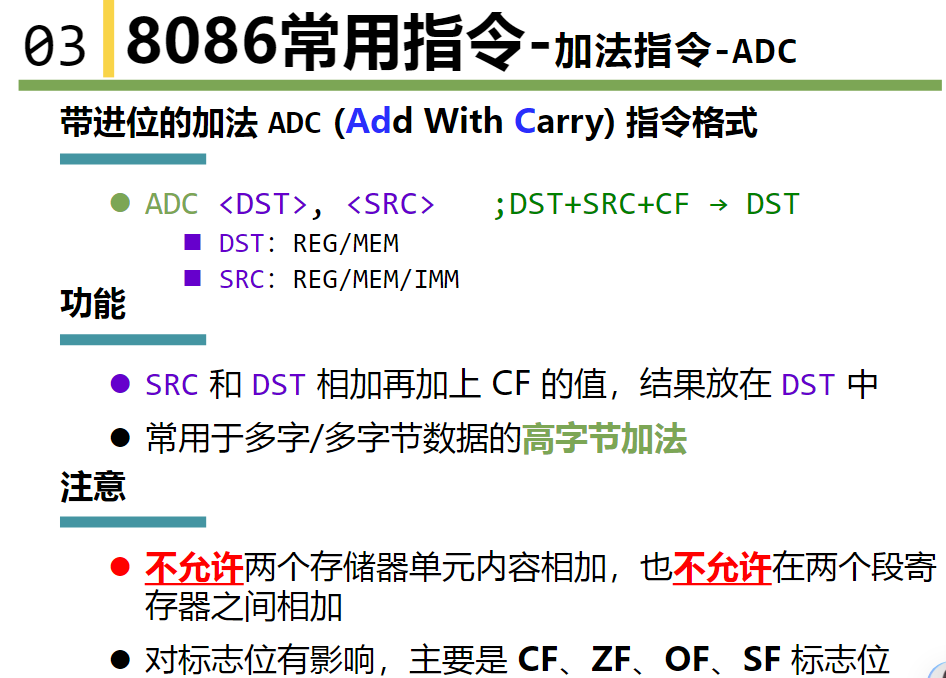 03 8086常用指令-加法指令-ADC
带进位的加法 ADC (Add With Carry) 指令格式
ADC <DST>, <SRC> ;DST+SRC+CF → DST
DST: REG/MEM
SRC: REG/MEM/IMM
功能
SRC 和 DST 相加再加上 CF 的值，结果放在 DST 中
常用于多字/多字节数据的高字节加法
注意
不允许两个存储器单元内容相加，也不允许在两个段寄
存器之间相加
对标志位有影响，主要是 CF、ZF、OF、SF 标志位